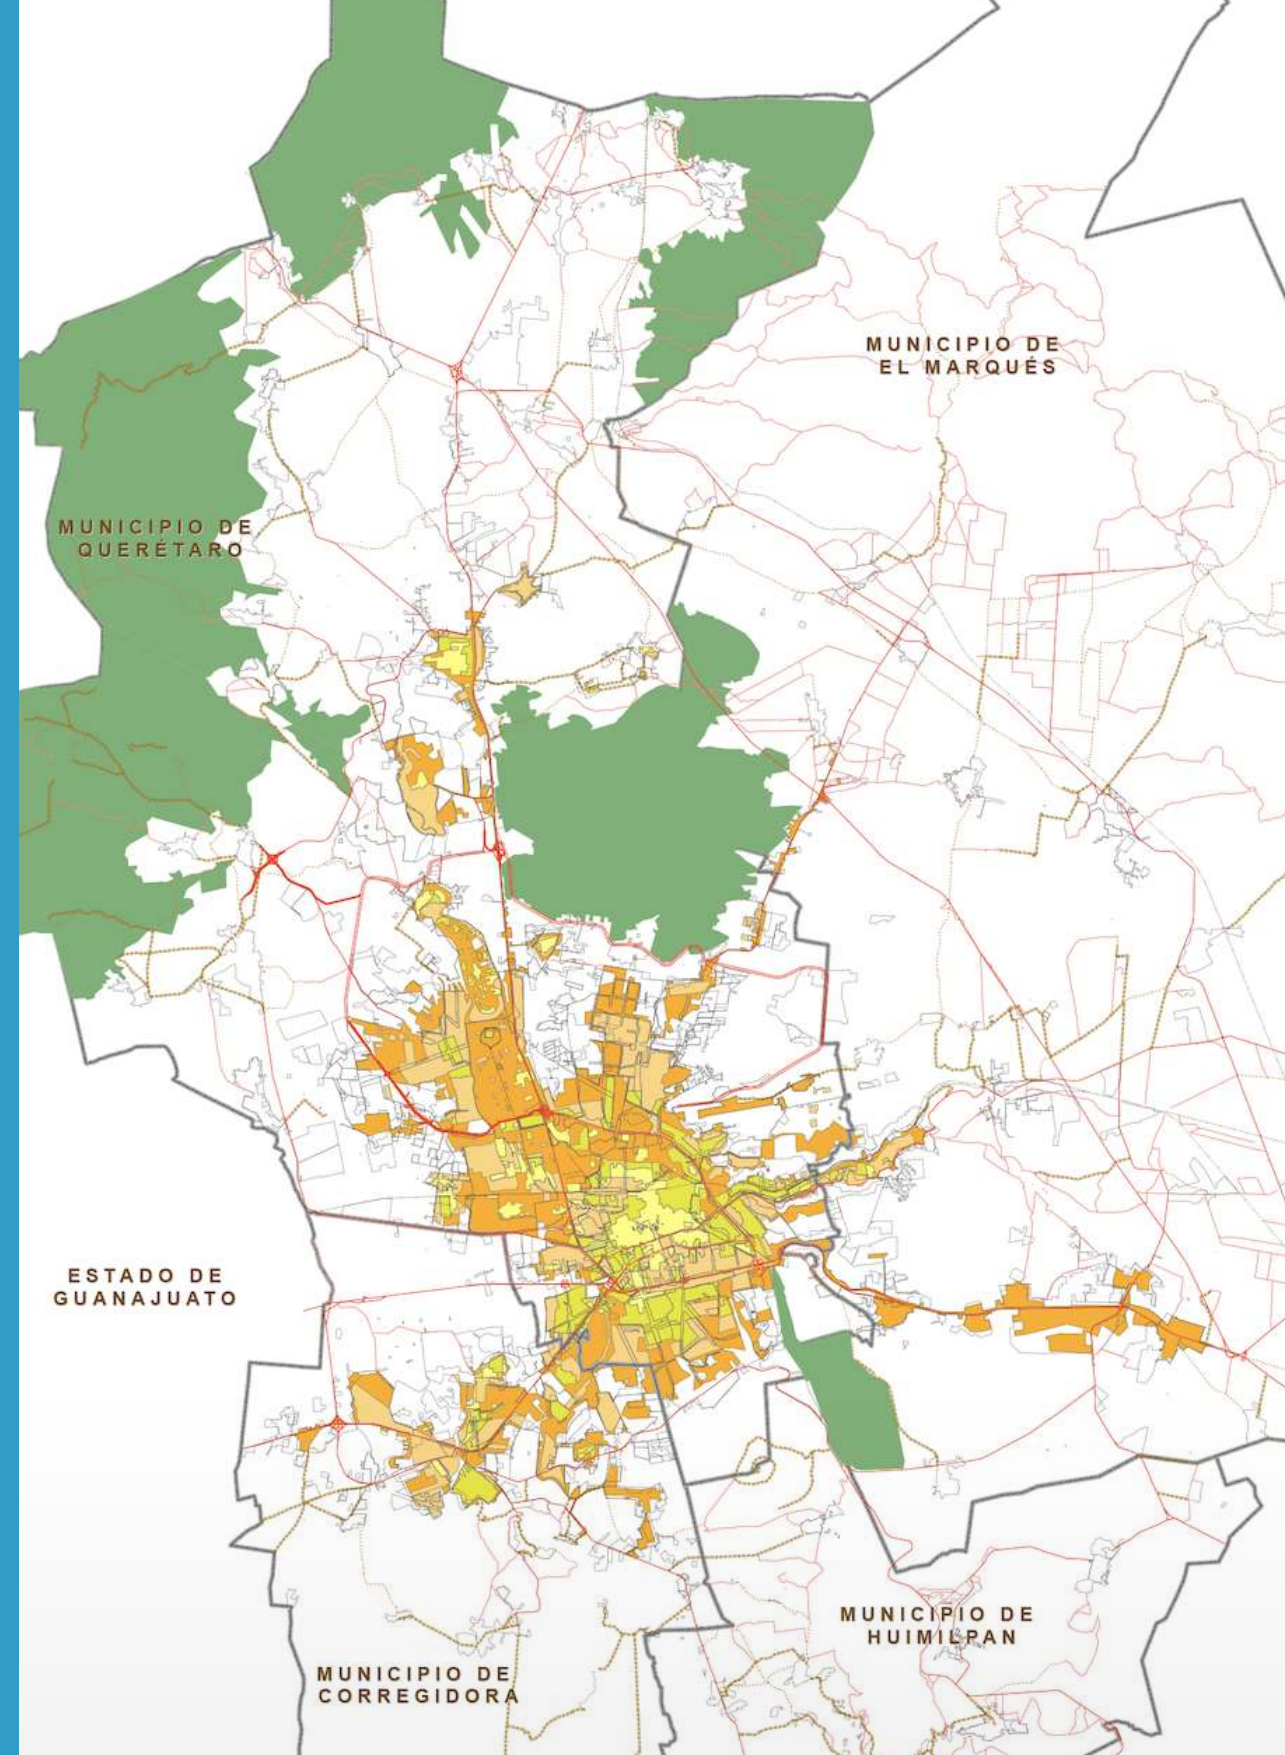 MUNICIPIO DE
EL MARQUÉS
MUNICIPIO DE
QUERÉTARO
ESTADO DE
GUANAJUATO
MUNICIPIO DE
HUIMILPAN
MUNICIPIO DE
CORREGIDORA